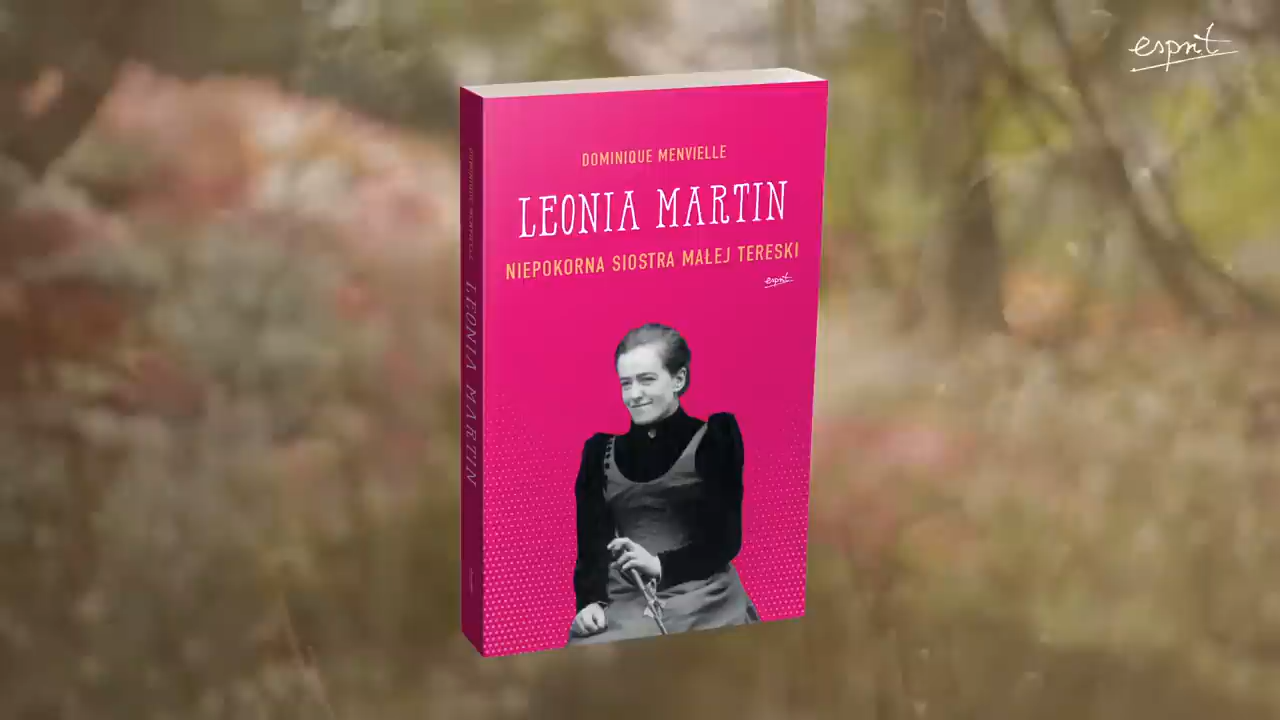 esprit
DOMINIQUE MENVIELLE
LEONIA MARTIN
NIEPOKORNA SIOSTRA MAŁEJ TERESKI
esprit
DOMINIQUE MENVIELLE LEONIA MARTIN